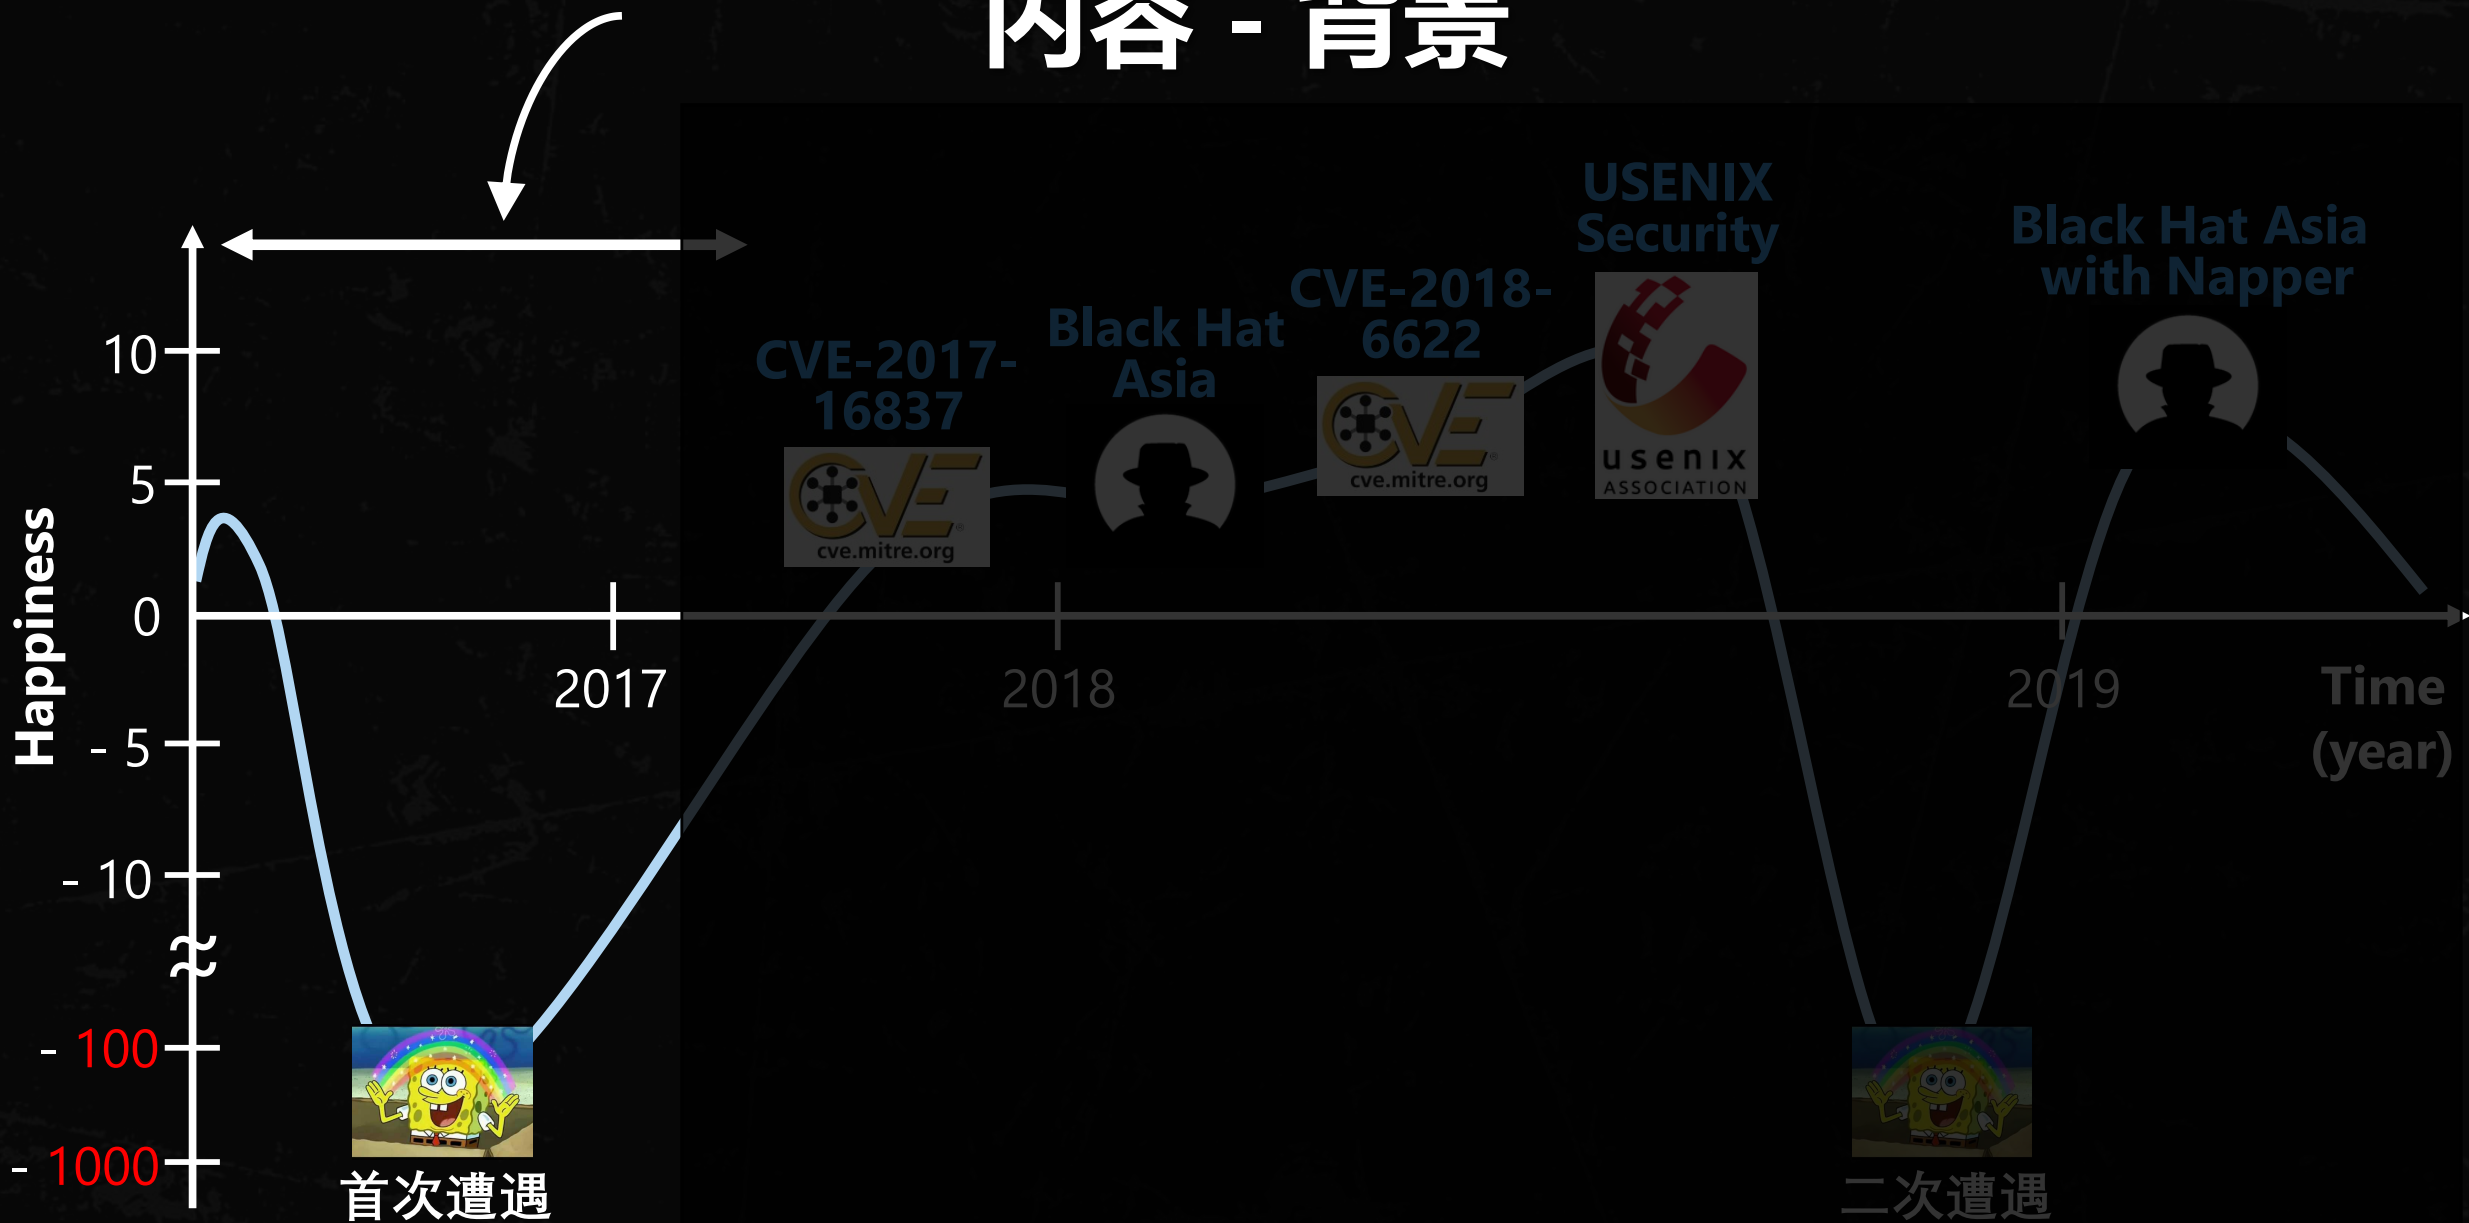 内容 - 背景
USENIX
Security
Black Hat Asia
with Napper
CVE-2018-
6622
Black Hat
Asia
CVE-2017-
16837
usenix
ASSOCIATION
CVE
cve.mitre.org
CVE
cve.mitre.org
Happiness
10
5
0
- 5
- 10
- 100
- 1000
2017
2018
2019
Time
(year)
首次遭遇
二次遭遇